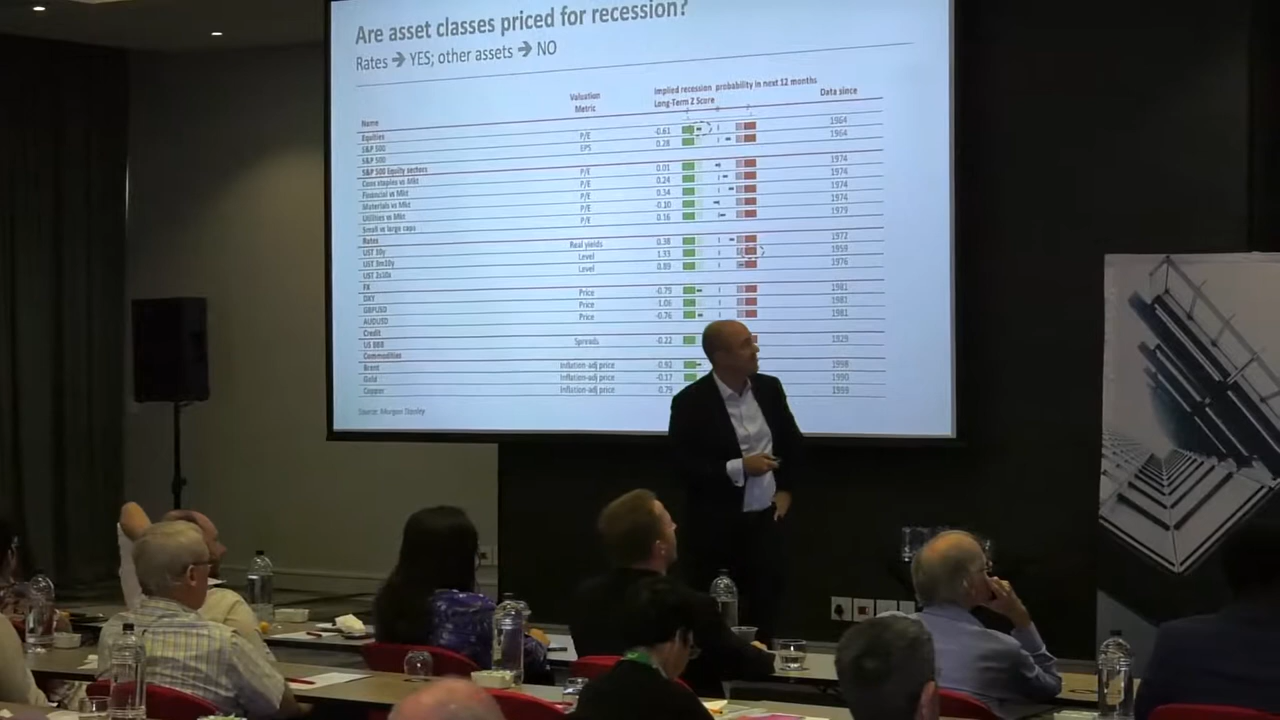 Are asset classes priced for recession?
Rates → YES; other assets → NO
Valuation Metric
Implied recession probability in next 12 months
Long-Term Z Score
Data since
Name
Equities
S&P 500 P/E -0.61 1964
S&P 500 EPS 0.28 1964
S&P 500 Equity sectors
Cons staples vs Mkt P/E 0.01 1974
Financial vs Mkt P/E 0.24 1974
Materials vs Mkt P/E 0.34 1974
Utilities vs Mkt P/E -0.10 1974
Small vs large caps P/E 0.16 1979
Rates
UST 10y Real yields 0.38 1972
UST 3m10y Level 1.33 1959
UST 2s10s Level 0.89 1976
FX
DXY Price -0.79 1981
GBPUSD Price -1.06 1981
AUDUSD Price -0.76 1981
Credit
US BBB Spreads -0.22 1929
Commodities
Brent Inflation-adj price -0.92 1998
Gold Inflation-adj price -0.17 1990
Copper Inflation-adj price 0.79 1999
Source: Morgan Stanley